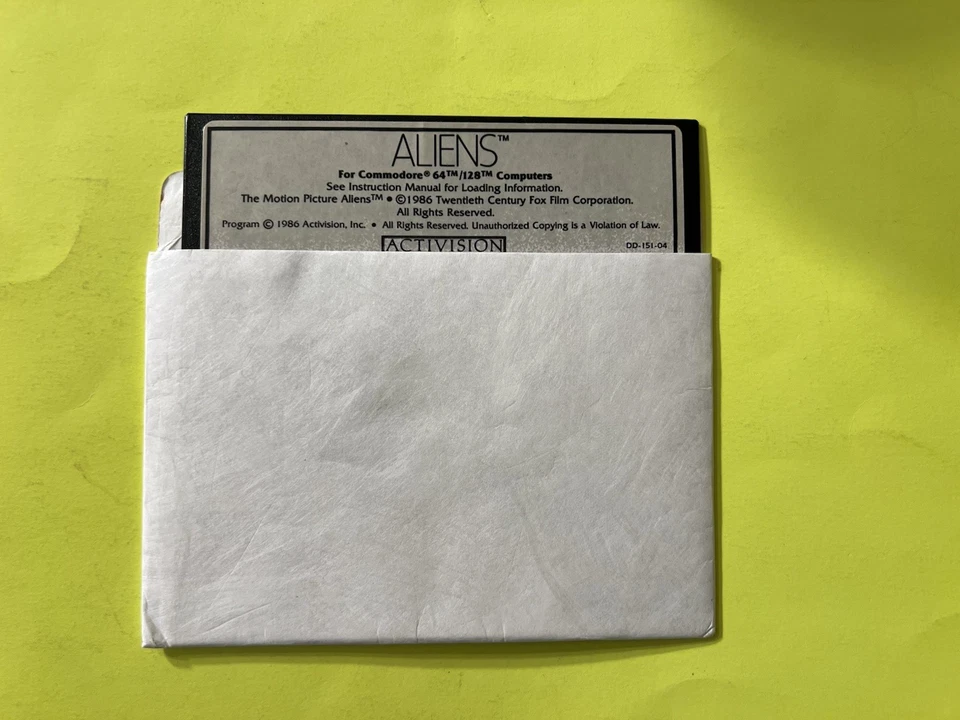 ALIENS™
For Commodore® 64™/128™ Computers
See Instruction Manual for Loading Information.
The Motion Picture Aliens™ • ©1986 Twentieth Century Fox Film Corporation.
All Rights Reserved.
Program © 1986 Activision, Inc. • All Rights Reserved. Unauthorized Copying is a Violation of Law.
ACTIVISION
DD-151-04